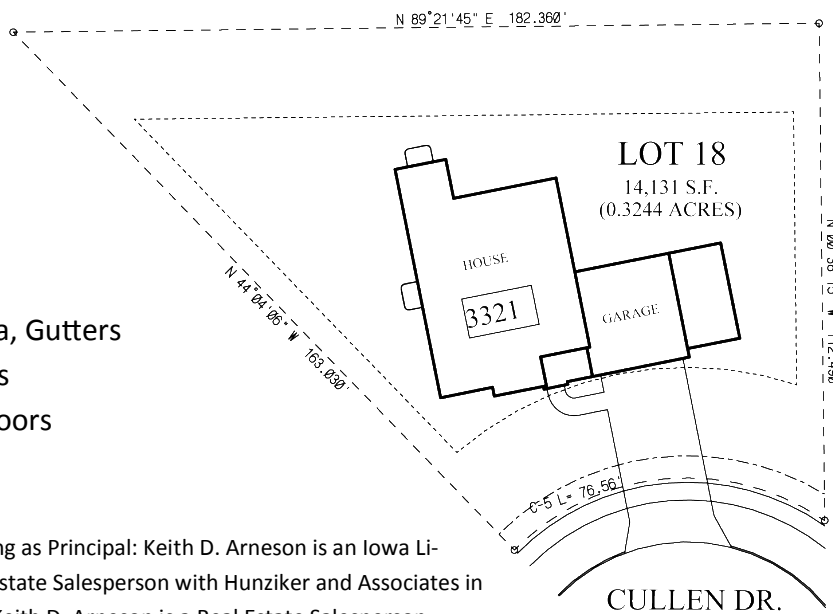 N 89°21'45" E 182.360'
LOT 18
14,131 S.F.
(0.3244 ACRES)
HOUSE
3321
GARAGE
N 44°04'06" W 163.030'
a, Gutters
s
oors
C-5 L= 76.56'
ng as Principal: Keith D. Arneson is an Iowa Li-
state Salesperson with Hunziker and Associates in
CULLEN DR.
Keith D. Arneson is a Real Estate Salesperson